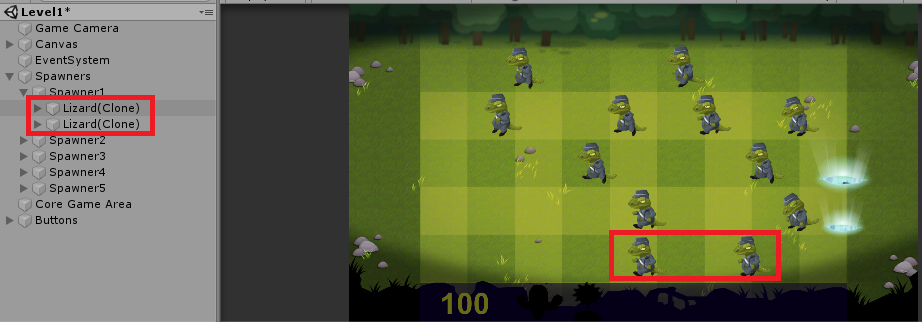 Level1*
Game Camera
Canvas
EventSystem
Spawners
Spawner1
Lizard(Clone)
Lizard(Clone)
Spawner2
Spawner3
Spawner4
Spawner5
Core Game Area
Buttons
100